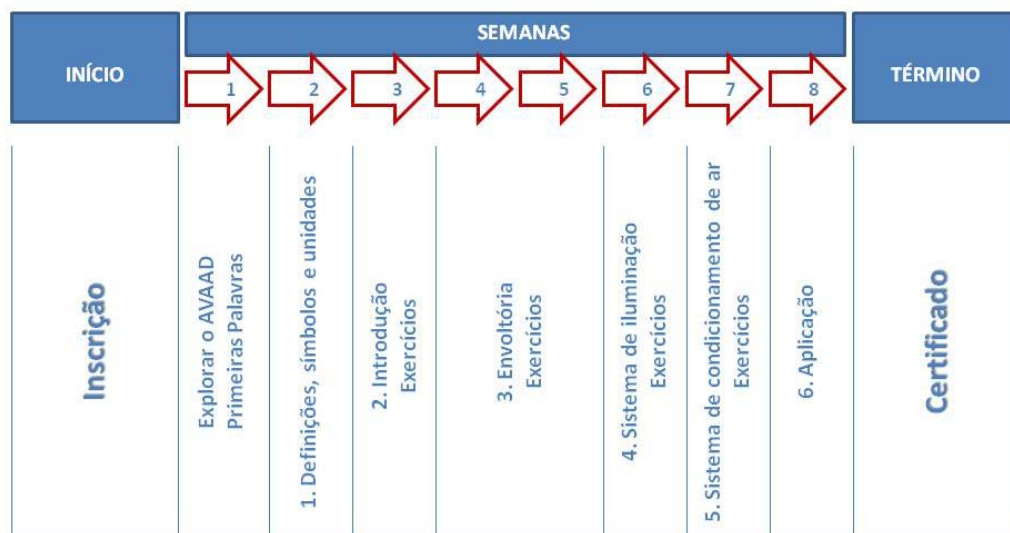 INÍCIO
SEMANAS
TÉRMINO
1
2
3
4
5
6
7
8
Inscrição
Explorar o AVAAD
Primeiras Palavras
1. Definições, símbolos e unidades
2. Introdução
Exercícios
3. Envoltória
Exercícios
4. Sistema de iluminação
Exercícios
5. Sistema de condicionamento de ar
Exercícios
6. Aplicação
Certificado